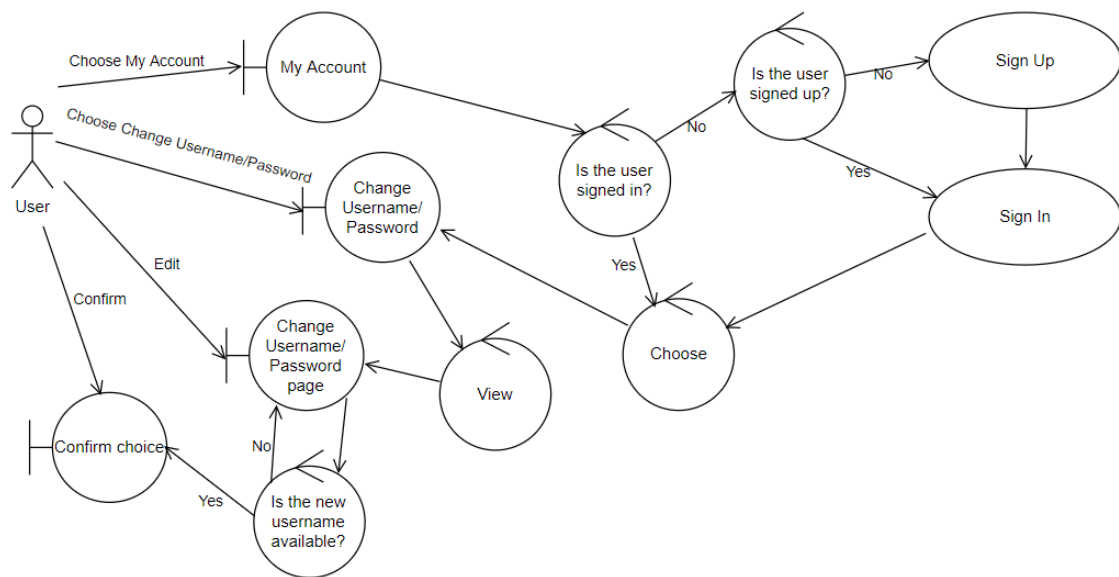 Choose My Account
My Account
Is the user
signed up?
No
Sign Up
Choose Change Username/Password
No
Is the user
signed in?
Yes
User
Change
Username/
Password
Sign In
Edit
Yes
Confirm
Change
Username/
Password
page
Choose
View
Confirm choice
No
Yes
Is the new
username
available?